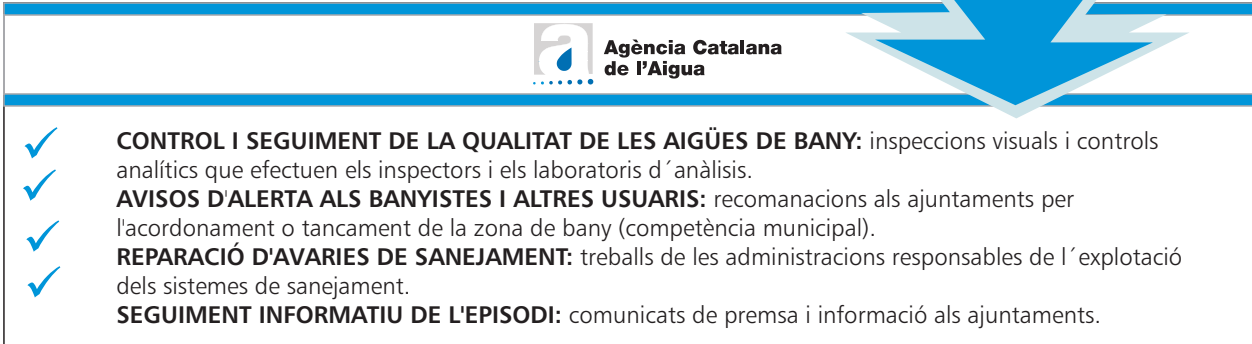 Agència Catalana
de l'Aigua
CONTROL I SEGUIMENT DE LA QUALITAT DE LES AIGÜES DE BANY: inspeccions visuals i controls
analítics que efectuen els inspectors i els laboratoris d´anàlisis.
AVISOS D'ALERTA ALS BANYISTES I ALTRES USUARIS: recomanacions als ajuntaments per
l'acordonament o tancament de la zona de bany (competència municipal).
REPARACIÓ D'AVARIES DE SANEJAMENT: treballs de les administracions responsables de l´explotació
dels sistemes de sanejament.
SEGUIMENT INFORMATIU DE L'EPISODI: comunicats de premsa i informació als ajuntaments.